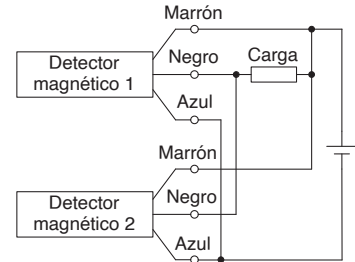 Marrón
Negro
Carga
Detector
magnético 1
Azul
Marrón
Negro
Detector
magnético 2
Azul